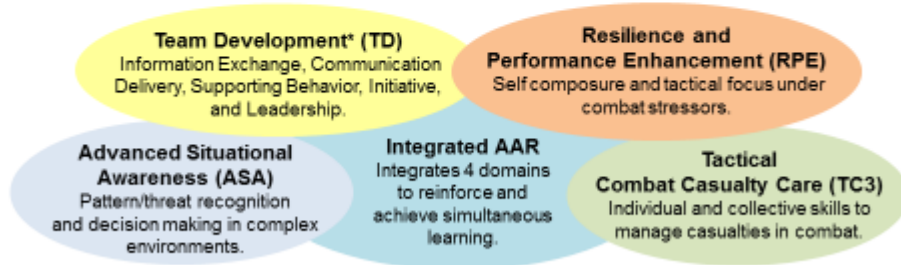 Team Development* (TD)
Information Exchange, Communication
Delivery, Supporting Behavior, Initiative,
and Leadership.
Resilience and
Performance Enhancement (RPE)
Self composure and tactical focus under
combat stressors.
Advanced Situational
Awareness (ASA)
Pattern/threat recognition
and decision making in complex
environments.
Integrated AAR
Integrates 4 domains
to reinforce and
achieve simultaneous
learning.
Tactical
Combat Casualty Care (TC3)
Individual and collective skills to
manage casualties in combat.